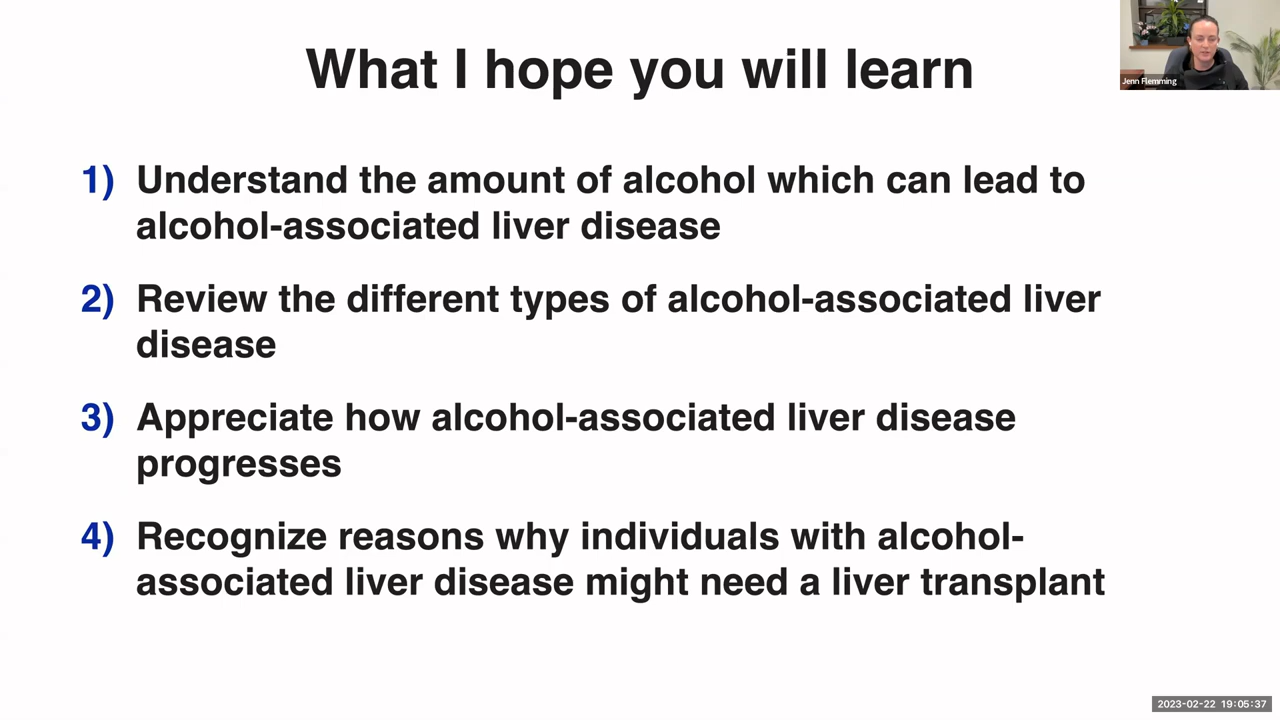 What I hope you will learn
Jenn Flemming
1) Understand the amount of alcohol which can lead to
alcohol-associated liver disease
2) Review the different types of alcohol-associated liver
disease
3) Appreciate how alcohol-associated liver disease
progresses
4) Recognize reasons why individuals with alcohol-
associated liver disease might need a liver transplant
2023-02-22 19:05:37